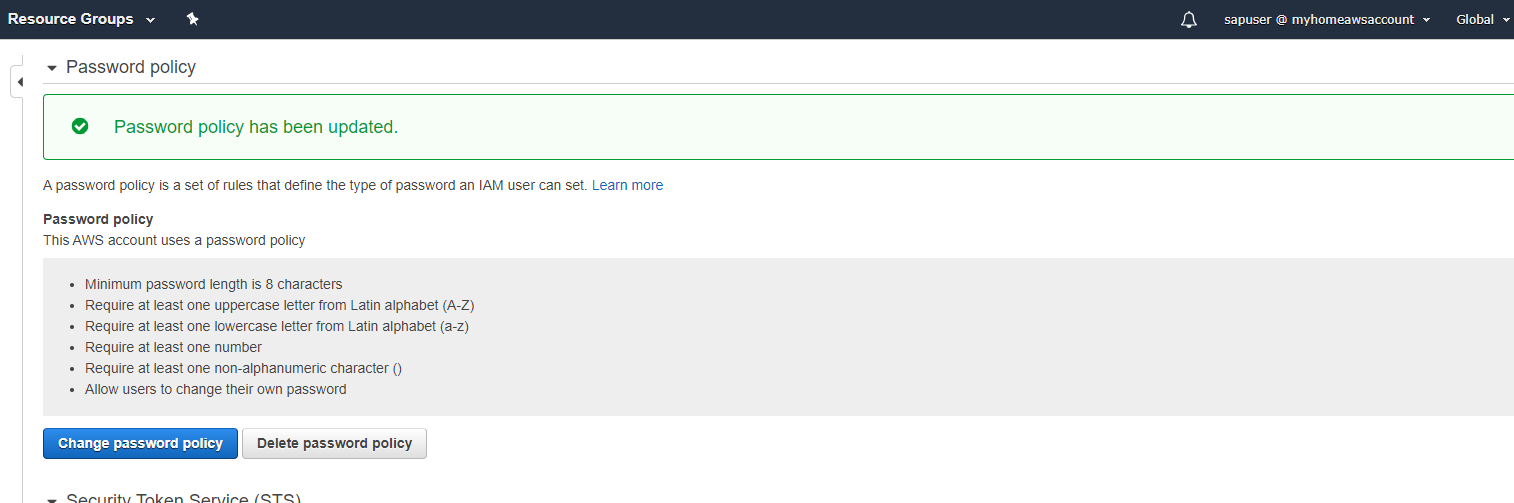 Resource Groups
sapuser @ myhomeawsaccount
Global
Password policy
Password policy has been updated.
A password policy is a set of rules that define the type of password an IAM user can set. Learn more
Password policy
This AWS account uses a password policy
Minimum password length is 8 characters
Require at least one uppercase letter from Latin alphabet (A-Z)
Require at least one lowercase letter from Latin alphabet (a-z)
Require at least one number
Require at least one non-alphanumeric character ()
Allow users to change their own password
Change password policy
Delete password policy
Security Token Service (STS)